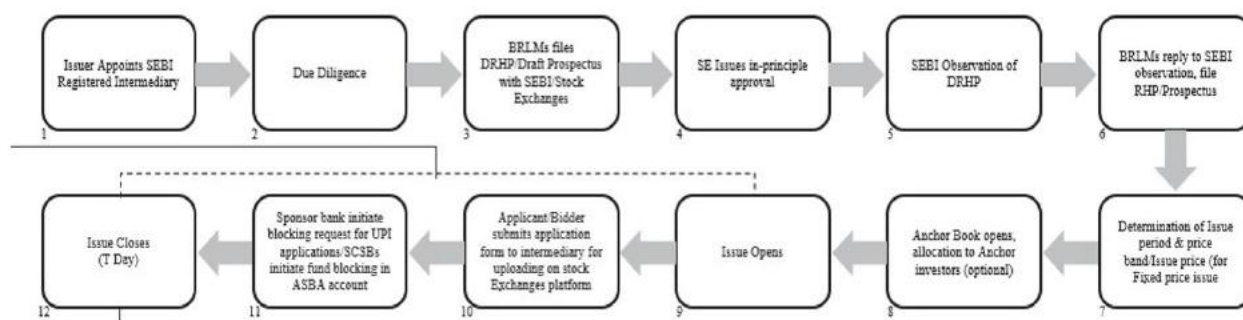 Issuer Appoints SEBI
Registered Intermediary
1
Due Diligence
2
BRLMs files
DRHP/Draft Prospectus
with SEBI/Stock
Exchanges
3
SE Issues in-principle
approval
4
SEBI Observation of
DRHP
5
BRLMs reply to SEBI
observation, file
RHP/Prospectus
6
Determination of Issue
period & price
band/Issue price (for
Fixed price issue
7
Anchor Book opens,
allocation to Anchor
investors (optional)
8
Issue Opens
9
Applicant/Bidder
submits application
form to intermediary for
uploading on stock
Exchanges platform
10
Sponsor bank initiate
blocking request for UPI
applications/SCSBs
initiate fund blocking in
ASBA account
11
Issue Closes
(T Day)
12